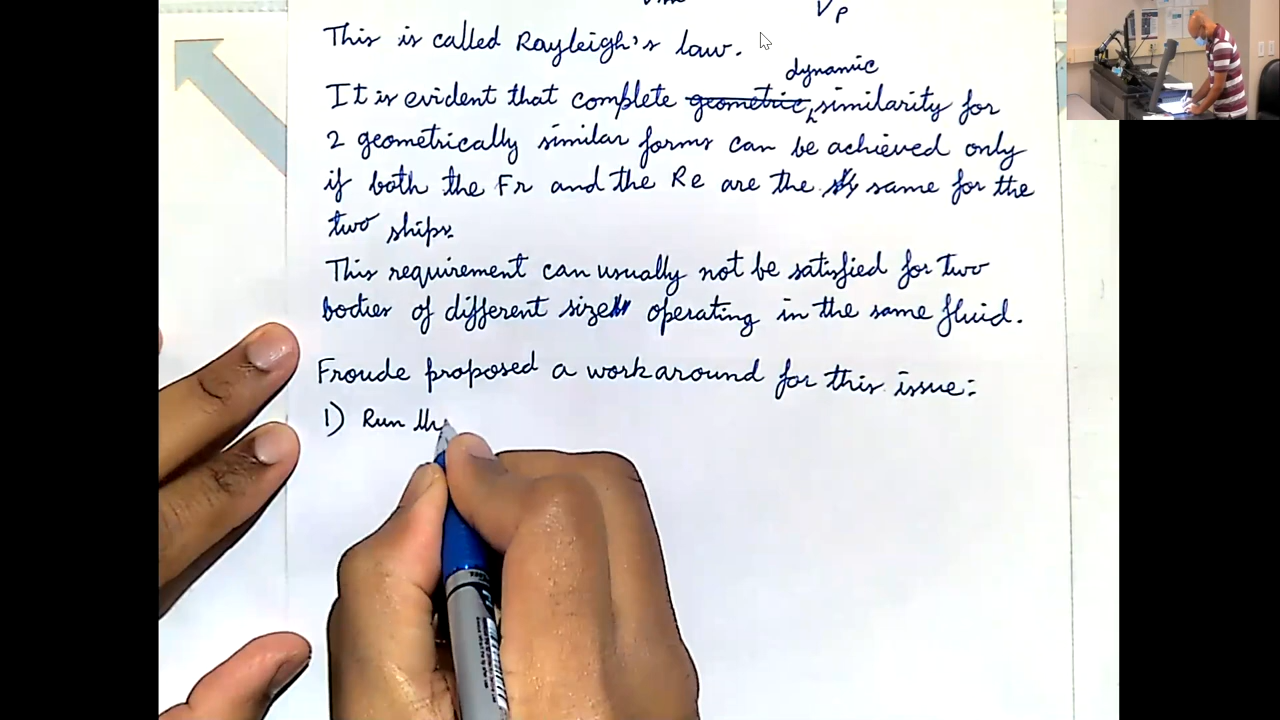 V P
This is called Rayleigh's law.
dynamic
It is evident that complete geometric similarity for
2 geometrically similar forms can be achieved only
if both the Fr and the Re are the same for the
two ships.
This requirement can usually not be satisfied for two
bodies of different size operating in the same fluid.
Froude proposed a workaround for this issue:
1) Run th